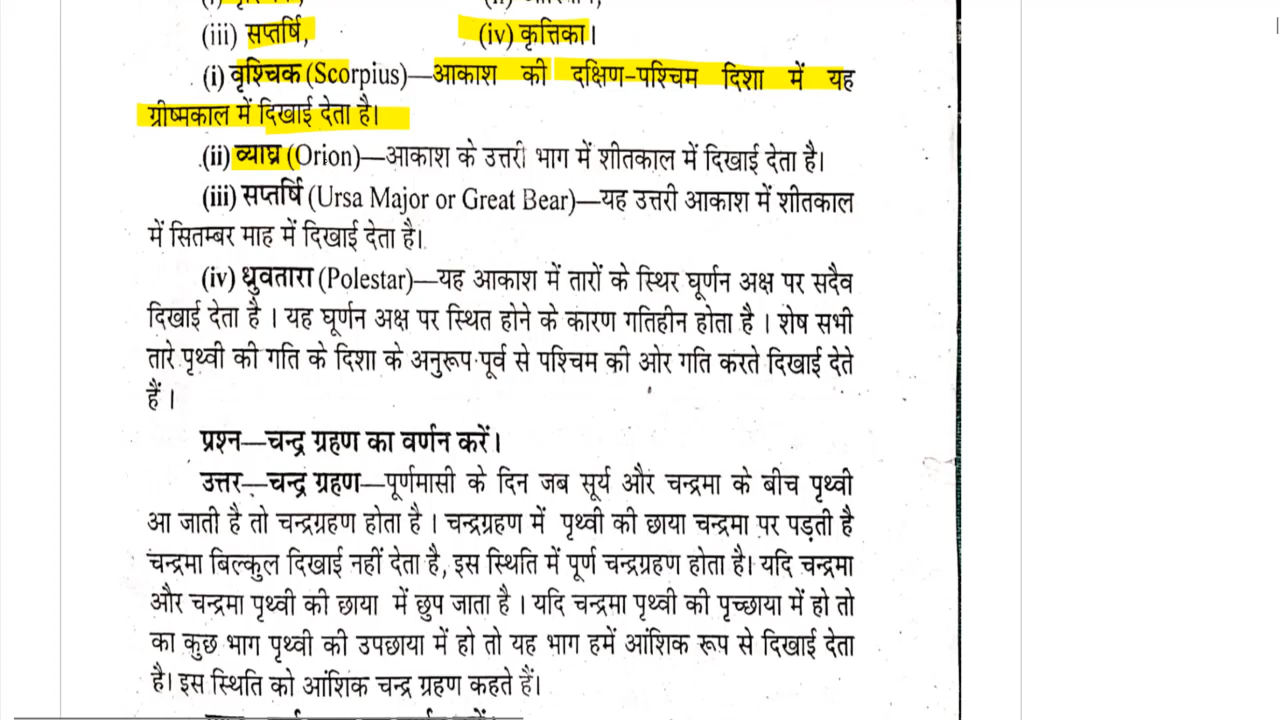 (iii) सप्तर्षि, (iv) कृत्तिका।
(i) वृश्चिक (Scorpius)—आकाश की दक्षिण-पश्चिम दिशा में यह
ग्रीष्मकाल में दिखाई देता है।
(ii) व्याघ्र (Orion)—आकाश के उत्तरी भाग में शीतकाल में दिखाई देता है।
(iii) सप्तर्षि (Ursa Major or Great Bear)—यह उत्तरी आकाश में शीतकाल
में सितम्बर माह में दिखाई देता है।
(iv) ध्रुवतारा (Polestar)—यह आकाश में तारों के स्थिर घूर्णन अक्ष पर सदैव
दिखाई देता है । यह घूर्णन अक्ष पर स्थित होने के कारण गतिहीन होता है । शेष सभी
तारे पृथ्वी की गति के दिशा के अनुरूप पूर्व से पश्चिम की ओर गति करते दिखाई देते
हैं ।
प्रश्न—चन्द्र ग्रहण का वर्णन करें।
उत्तर—चन्द्र ग्रहण—पूर्णमासी के दिन जब सूर्य और चन्द्रमा के बीच पृथ्वी
आ जाती है तो चन्द्रग्रहण होता है । चन्द्रग्रहण में पृथ्वी की छाया चन्द्रमा पर पड़ती है
चन्द्रमा बिल्कुल दिखाई नहीं देता है, इस स्थिति में पूर्ण चन्द्रग्रहण होता है। यदि चन्द्रमा
और चन्द्रमा पृथ्वी की छाया में छुप जाता है । यदि चन्द्रमा पृथ्वी की पृच्छाया में हो तो
का कुछ भाग पृथ्वी की उपछाया में हो तो यह भाग हमें आंशिक रूप से दिखाई देता
है। इस स्थिति को आंशिक चन्द्र ग्रहण कहते हैं।